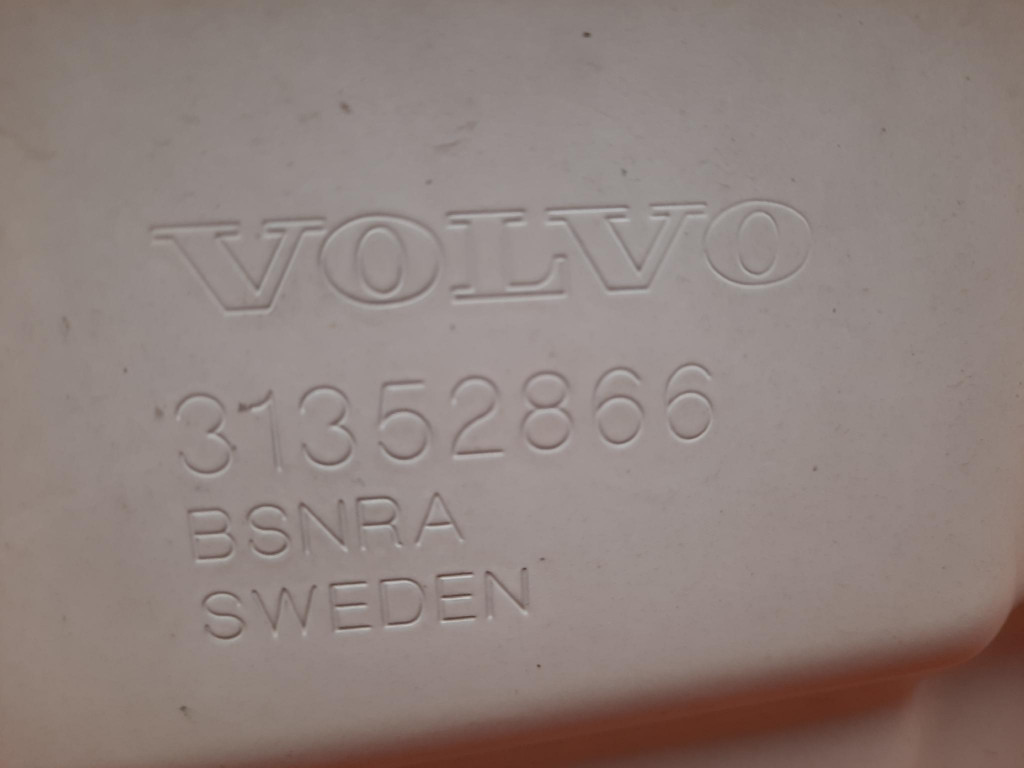 VOLVO
31352866
BSNRA
SWEDEN